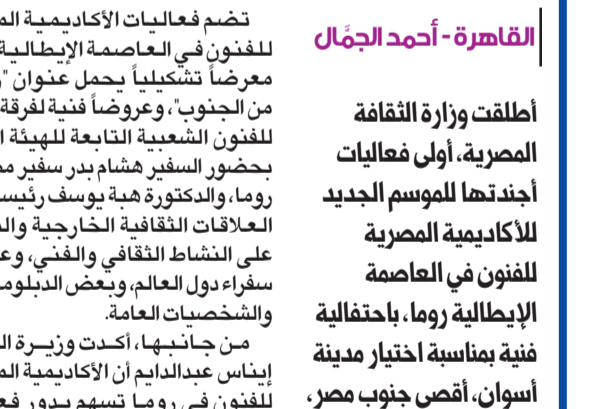 القاهرة - أحمد الجمَّال
أطلقت وزارة الثقافة
المصرية، أولى فعاليات
أجندتها للموسم الجديد
للأكاديمية المصرية
للفنون في العاصمة
الإيطالية روما، باحتفالية
فنية بمناسبة اختيار مدينة
أسوان، أقصى جنوب مصر،
تضم فعاليات الأكاديمية
للفنون في العاصمة الإيطالية
معرضاً تشكيلياً يحمل عنوان
من الجنوب"، وعروضاً فنية لفرقة
للفنون الشعبية التابعة للهيئة
بحضور السفير هشام بدر سفير
روما، والدكتورة هبة يوسف
العلاقات الثقافية الخارجية
على النشاط الثقافي والفني،
سفراء دول العالم، وبعض
والشخصيات العامة.
من جانبها، أكدت وزيرة
إيناس عبدالدايم أن الأكاديمية
للفنون في روما تسهم بدور